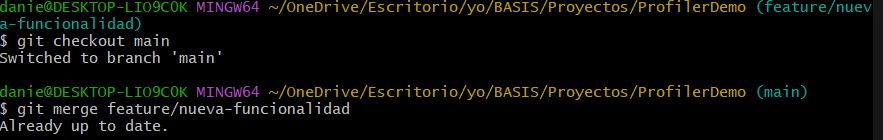 danie@DESKTOP-LIO9C0K MINGW64 ~/OneDrive/Escritorio/yo/BASIS/Proyectos/ProfilerDemo (feature/nuev
a-funcionalidad)
$ git checkout main
Switched to branch 'main'
danie@DESKTOP-LIO9C0K MINGW64 ~/OneDrive/Escritorio/yo/BASIS/Proyectos/ProfilerDemo (main)
$ git merge feature/nueva-funcionalidad
Already up to date.